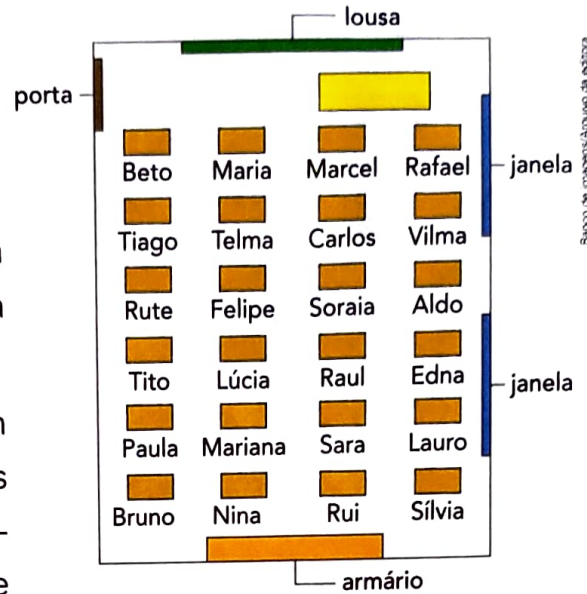 lousa
porta
Beto Maria Marcel Rafael
janela
Tiago Telma Carlos Vilma
Rute Felipe Soraia Aldo
Tito Lúcia Raul Edna
janela
Paula Mariana Sara Lauro
Bruno Nina Rui Sílvia
armário